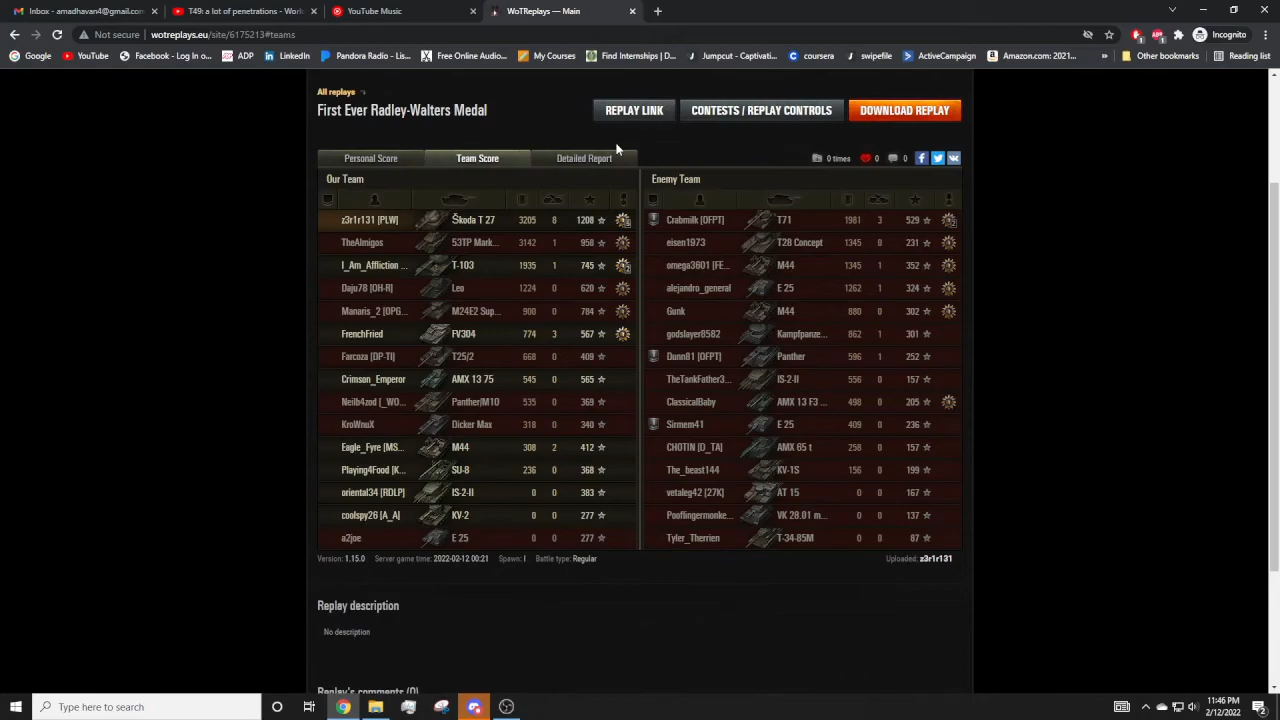 Inbox - amadhavan4@gmail.com
T49: a lot of penetrations - Work
YouTube Music
WoTReplays — Main
Not secure | wotreplays.eu/site/6175213#teams
Incognito
Google
YouTube
Facebook - Log In o...
ADP
LinkedIn
Pandora Radio - Lis...
Free Online Audio...
My Courses
Find Internships,...
Jumpcut - Captivati...
coursera
swipefile
ActiveCampaign
Amazon.com: 2021...
»
Reading list
All replays
First Ever Radley-Walters Medal
REPLAY LINK
CONTESTS / REPLAY CONTROLS
DOWNLOAD REPLAY
Personal Score
Team Score
Detailed Report
0 times
0
0
Our Team
Enemy Team
z3r1r131 [PLW] Škoda T 27 3205 8 1208
Crabmilk [OFPT] T71 1981 3 529
TheAlmigos 53TP Mark... 3142 1 950
eisen1973 T28 Concept 1345 0 231
I_Am_Affliction ... T-103 1935 1 745
omega3601 [FE... M44 1345 1 352
Daju78 [OH-R] Leo 1224 0 620
alejandro_general E 25 1262 1 324
Manaris_2 [OPG... M24E2 Sup... 900 0 784
Gunk M44 880 0 302
FrenchFried FV304 774 3 567
godslayer8582 Kampfpanze... 862 1 301
Farcoza [DP-TI] T25/2 668 0 409
Dunn81 [OFPT] Panther 596 1 252
Crimson_Emperor AMX 13 75 545 0 565
TheTankFather3... IS-2-II 556 0 157
Neilb4zod [_WO... Panther/M10 535 0 369
ClassicalBaby AMX 13 F3 ... 498 0 205
KroWnuX Dicker Max 318 0 340
Sirmem41 E 25 409 0 236
Eagle_Fyre [MS... M44 308 2 412
CHOTIN [D_TA] AMX 65 t 258 0 157
Playing4Food [K... SU-8 236 0 368
The_beast144 KV-1S 156 0 199
oriental34 [RDLP] IS-2-II 0 0 383
vetaleg42 [27K] AT 15 0 0 167
coolspy26 [A_A] KV-2 0 0 277
Pooflingermonke... VK 28.01 m... 0 0 137
a2joe E 25 0 0 277
Tyler_Therrien T-34-85M 0 0 87
Version: 1.15.0 Server game time: 2022-02-12 00:21 Spawn: I Battle type: Regular
Uploaded: z3r1r131
Replay description
No description
Replay's comments (0)
Type here to search
11:46 PM
2/12/2022
2